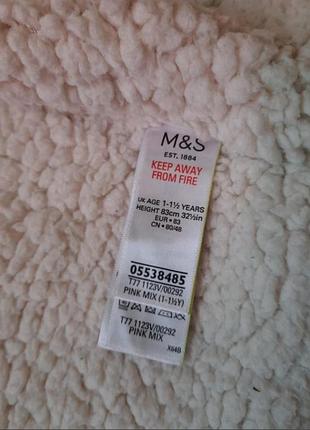 M&S
EST. 1884
KEEP AWAY
FROM FIRE
UK AGE 1-1½ YEARS
HEIGHT 83cm 32½in
EUR • 83
CN • 80/48
05538485
T77 1123V/00292
PINK MIX (1-1½Y)
T77 1123V/00292
PINK MIX
X64B